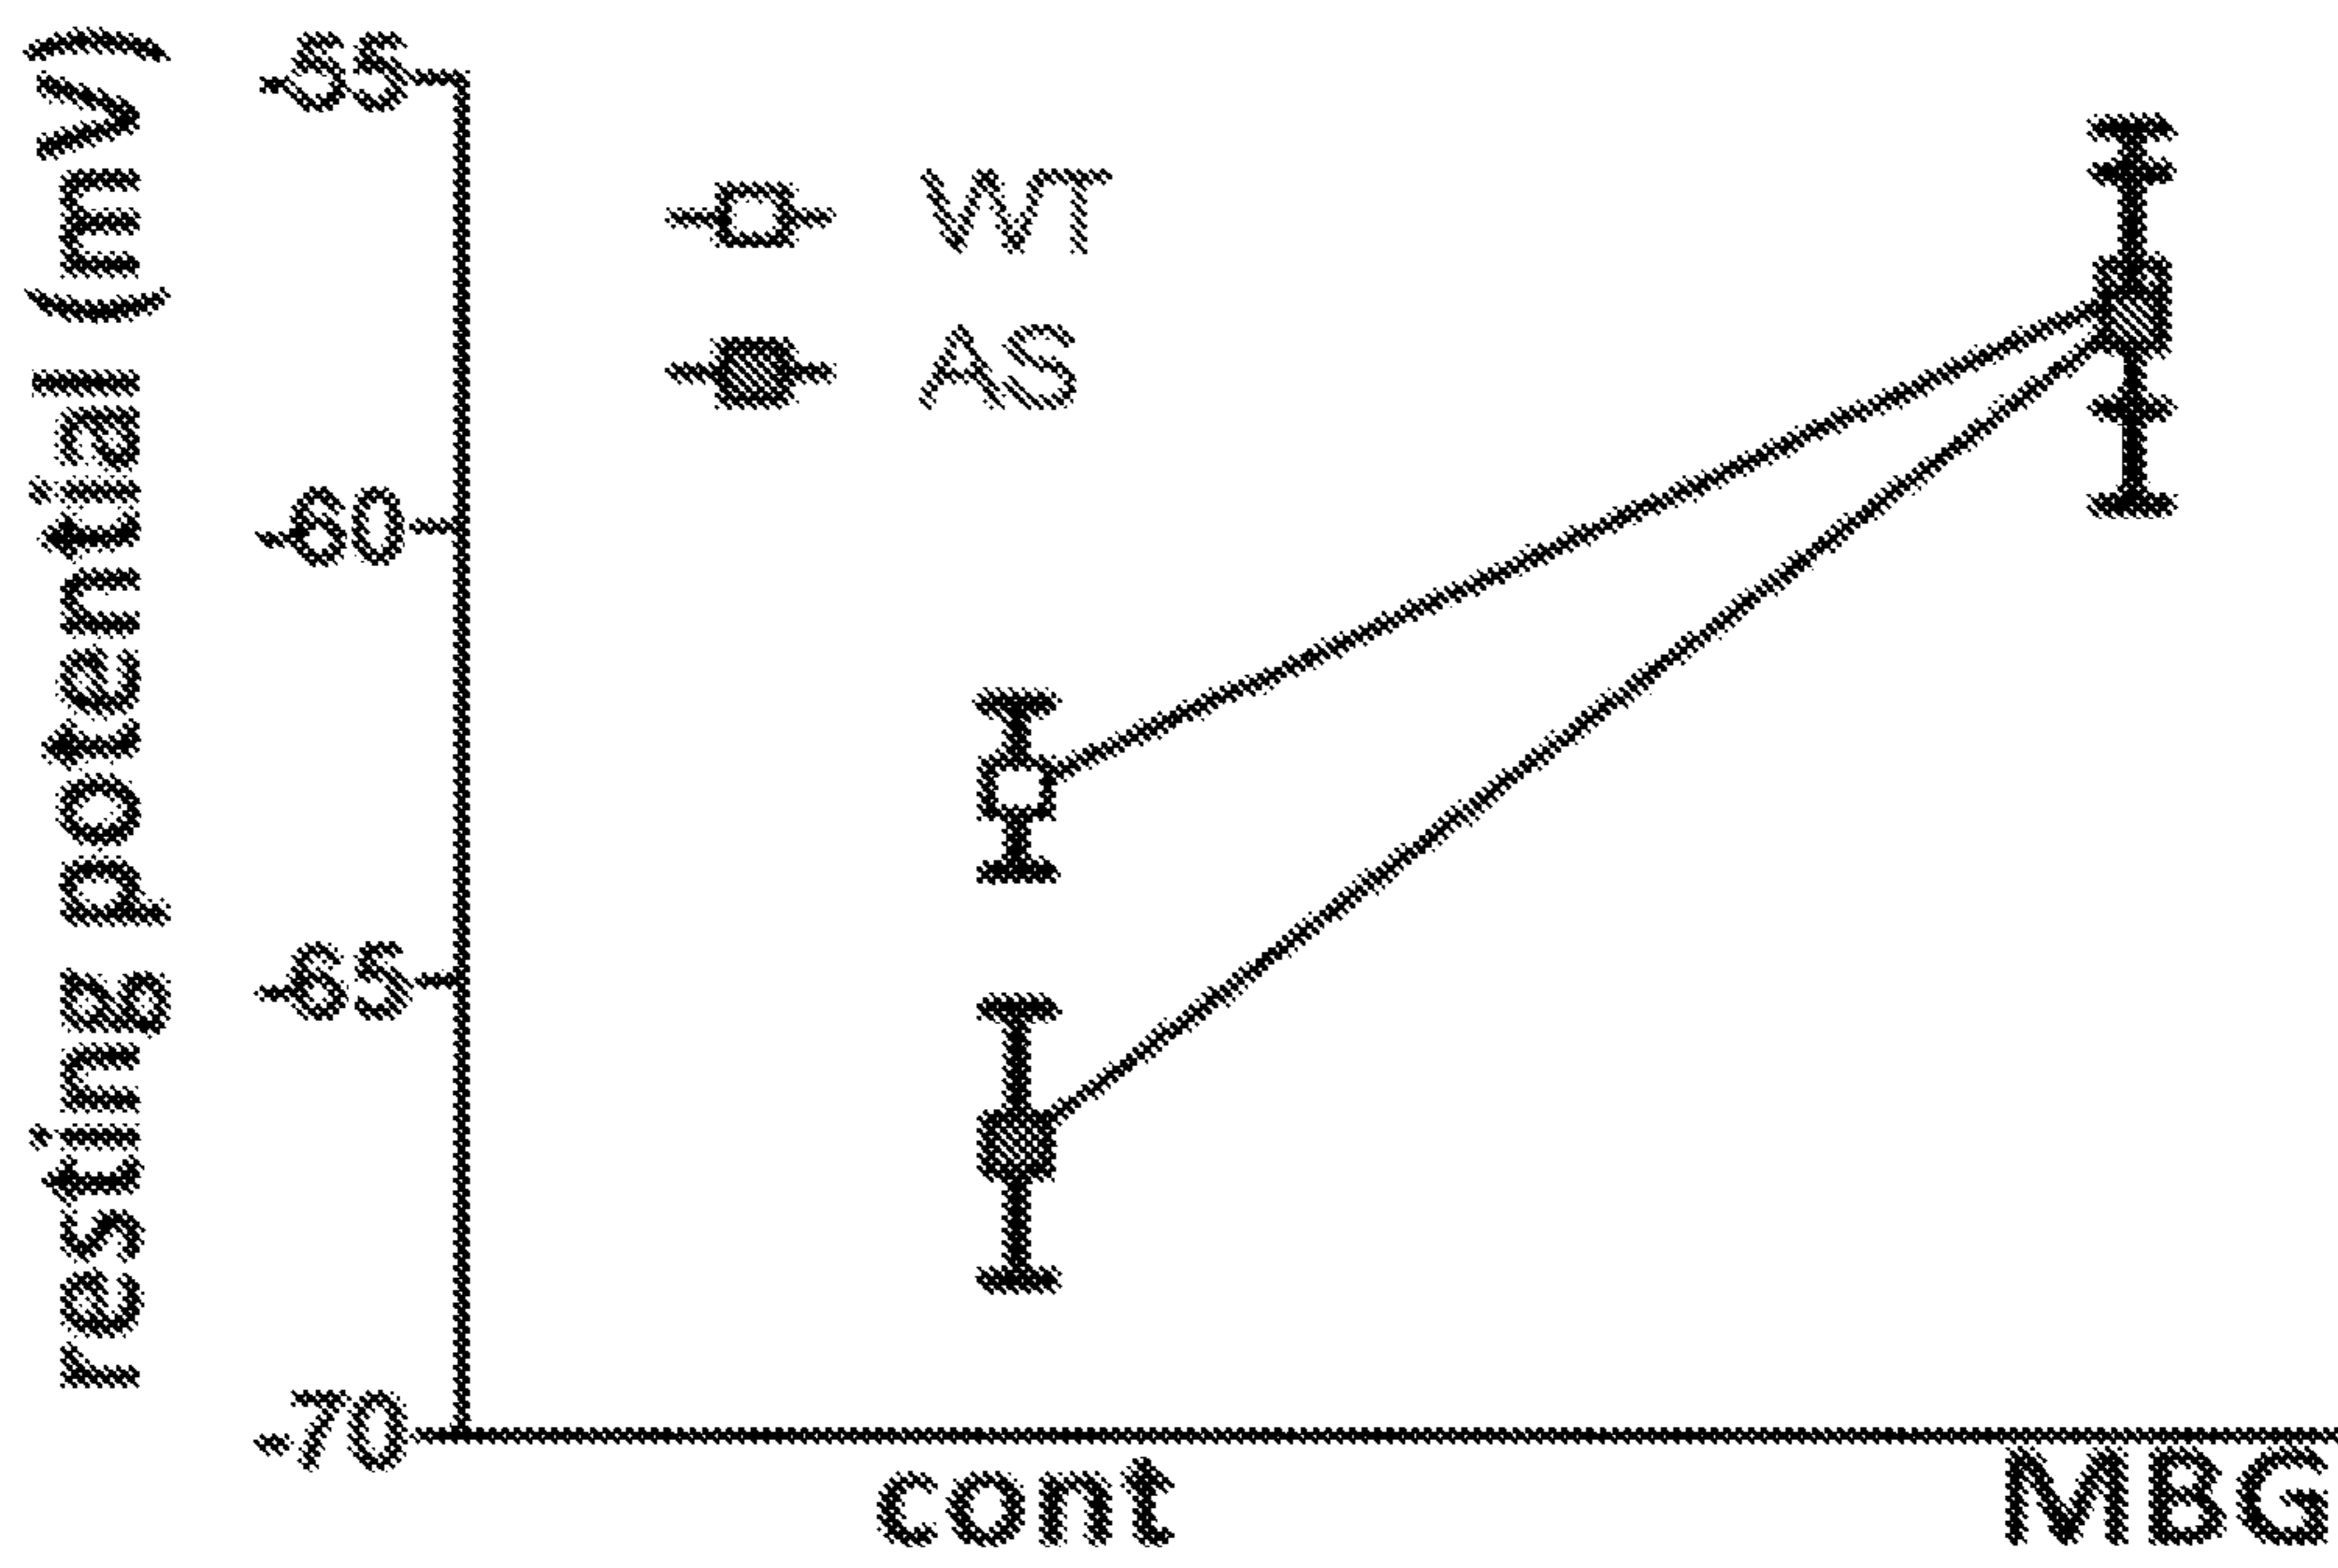 resting potential (mV)
-55
-60
-65
-70
WT
AS
cont
MBG